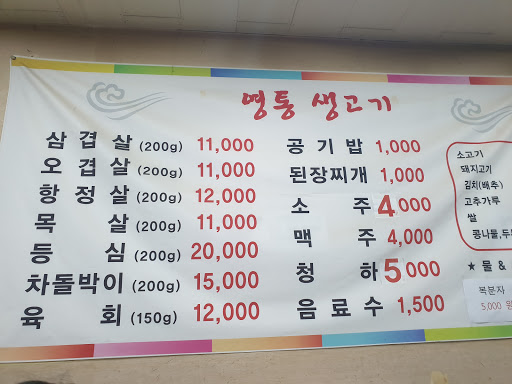 영통 생고기
삼겹살 (200g) 11,000
오겹살 (200g) 11,000
항정살 (200g) 12,000
목살 (200g) 11,000
등심 (200g) 20,000
차돌박이 (200g) 15,000
육회 (150g) 12,000
공기밥 1,000
된장찌개 1,000
소주 4000
맥주 4,000
청하 5000
음료수 1,500
소고기
돼지고기
김치(배추)
고추가루
쌀
콩나물,두
★ 물 &
복분자
5,000 원